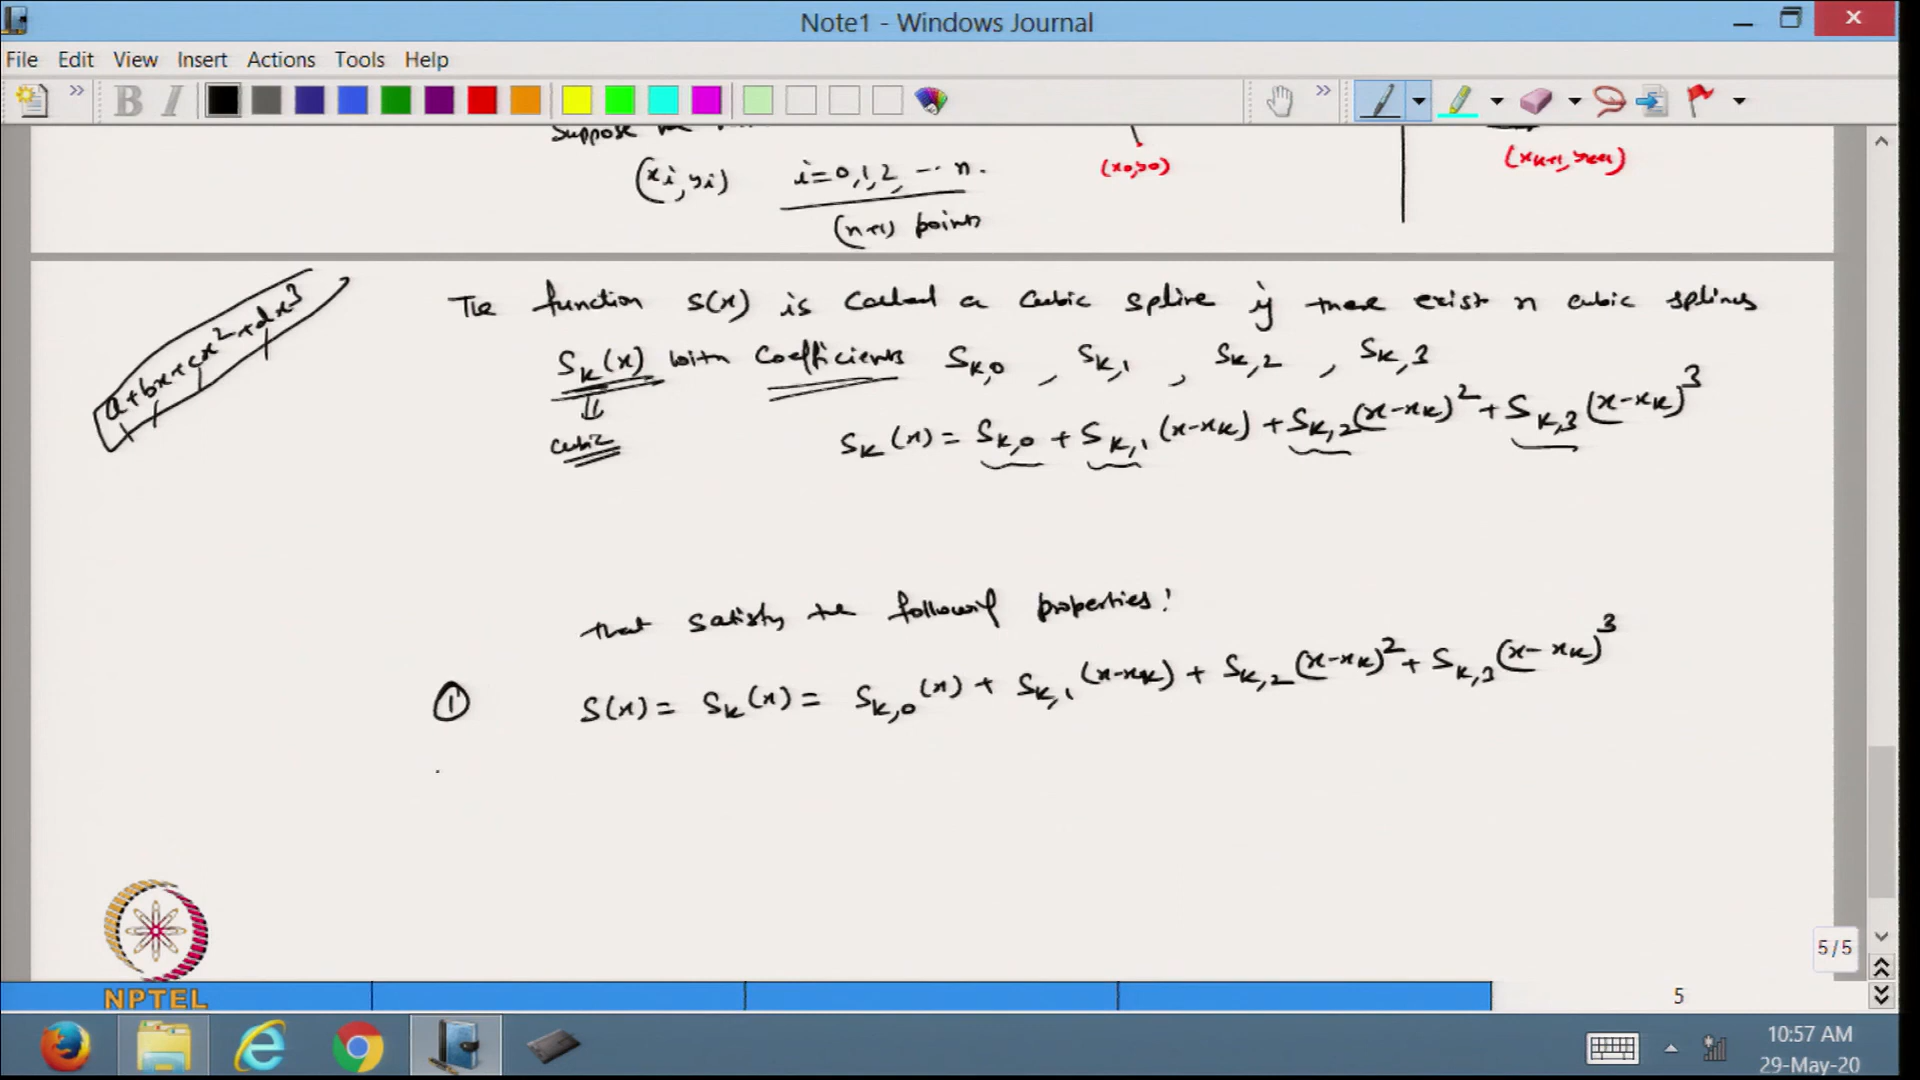 Note1 - Windows Journal
File Edit View Insert Actions Tools Help
B I
Suppose
(xi, yi) i=0,1,2, --- n.
(n+1) points
(x0,y0)
(xk+1, yk+1)
a+bx+cx²+dx³
The function S(x) is called a cubic spline if there exist n cubic splines
Sk(x) with coefficients Sk,0 , Sk,1 , Sk,2 , Sk,3
⇓
cubic
Sk(x) = Sk,0 + Sk,1 (x-xk) + Sk,2 (x-xk)² + Sk,3 (x-xk)³
that satisfy the following properties:
① S(x) = Sk(x) = Sk,0 (x) + Sk,1 (x-xk) + Sk,2 (x-xk)² + Sk,3 (x-xk)³
5/5
NPTEL
5
10:57 AM
29-May-20